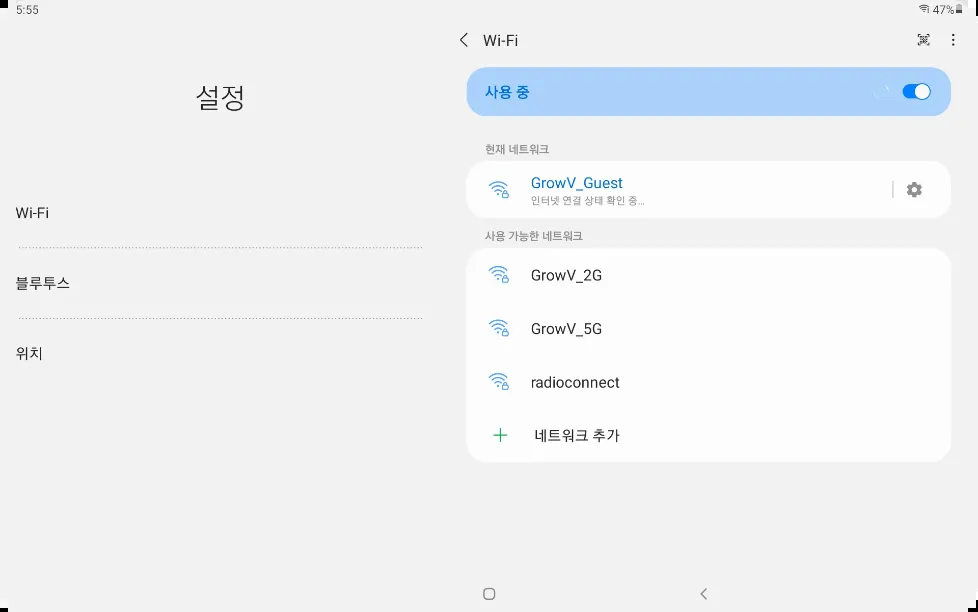 5:55
47%
설정
Wi-Fi
블루투스
위치
Wi-Fi
사용 중
현재 네트워크
GrowV_Guest
인터넷 연결 상태 확인 중...
사용 가능한 네트워크
GrowV_2G
GrowV_5G
radioconnect
네트워크 추가